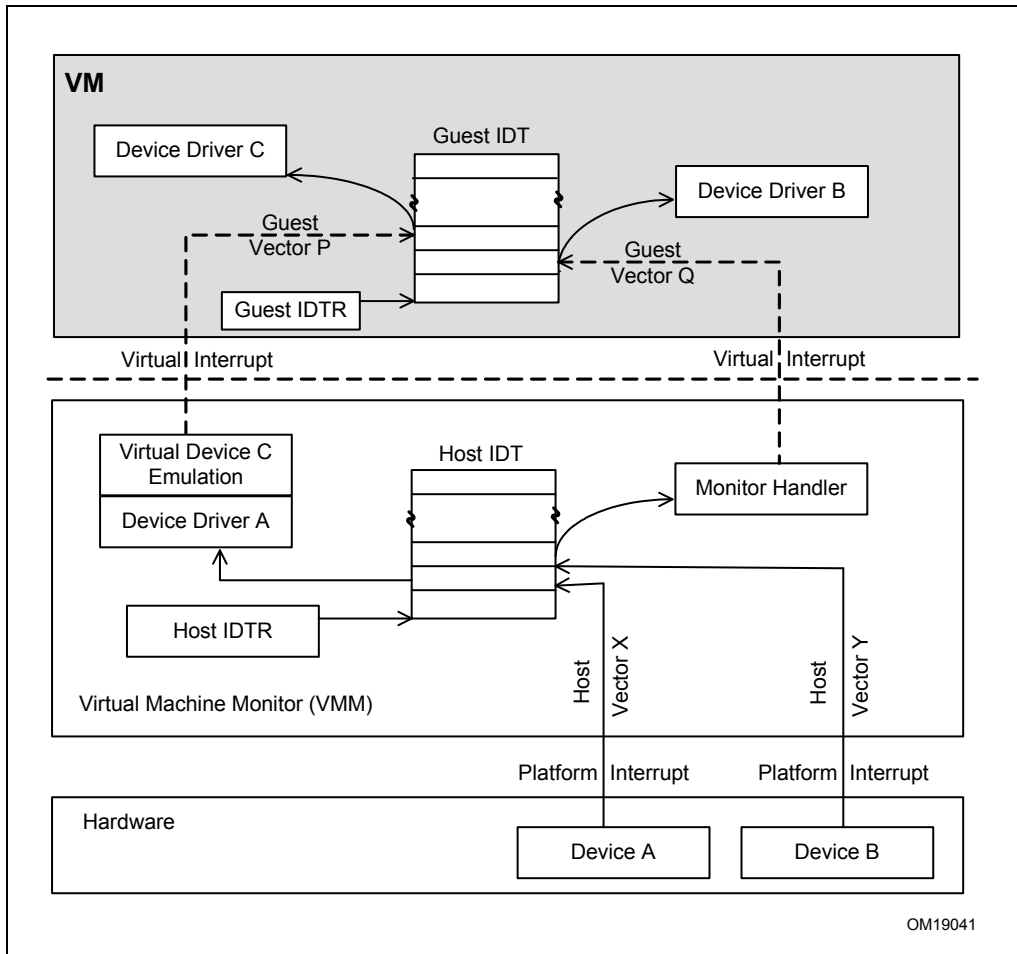 VM
Guest IDT
Device Driver C
Device Driver B
Guest
Vector P
Guest
Vector Q
Guest IDTR
Virtual Interrupt
Virtual Interrupt
Virtual Device C
Emulation
Device Driver A
Host IDT
Monitor Handler
Host IDTR
Host
Vector X
Host
Vector Y
Virtual Machine Monitor (VMM)
Platform Interrupt
Platform Interrupt
Hardware
Device A
Device B
OM19041